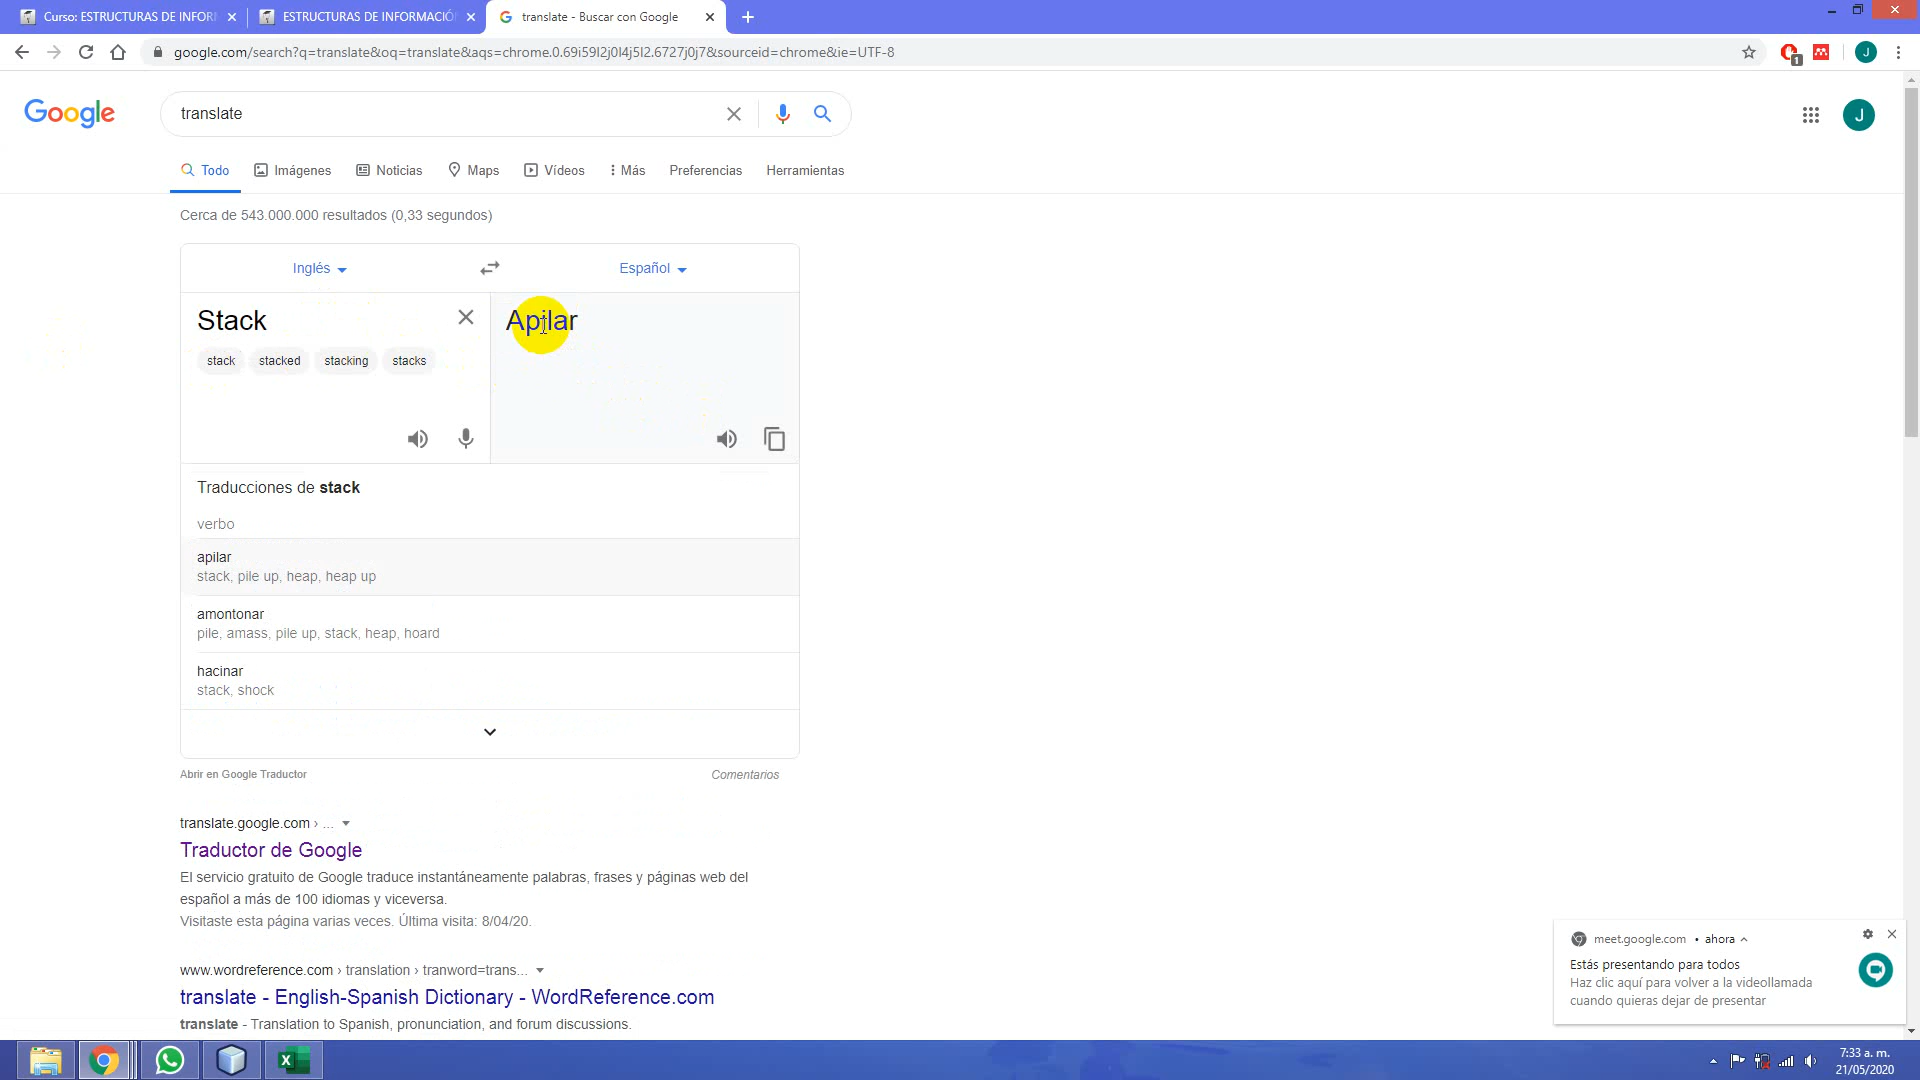 Curso: ESTRUCTURAS DE INFOR
ESTRUCTURAS DE INFORMACIÓ
translate - Buscar con Google
google.com/search?q=translate&oq=translate&aqs=chrome.0.69i59l2j0l4j5l2.6727j0j7&sourceid=chrome&ie=UTF-8
1
J
Google
translate
J
Todo
Imágenes
Noticias
Maps
Vídeos
Más
Preferencias
Herramientas
Cerca de 543.000.000 resultados (0,33 segundos)
Inglés
Español
Stack
Apilar
stack
stacked
stacking
stacks
Traducciones de stack
verbo
apilar
stack, pile up, heap, heap up
amontonar
pile, amass, pile up, stack, heap, hoard
hacinar
stack, shock
Abrir en Google Traductor
Comentarios
translate.google.com › ...
Traductor de Google
El servicio gratuito de Google traduce instantáneamente palabras, frases y páginas web del
español a más de 100 idiomas y viceversa.
Visitaste esta página varias veces. Última visita: 8/04/20.
www.wordreference.com › translation › tranword=trans...
translate - English-Spanish Dictionary - WordReference.com
translate - Translation to Spanish, pronunciation, and forum discussions.
meet.google.com • ahora
Estás presentando para todos
Haz clic aquí para volver a la videollamada
cuando quieras dejar de presentar
7:33 a. m.
21/05/2020